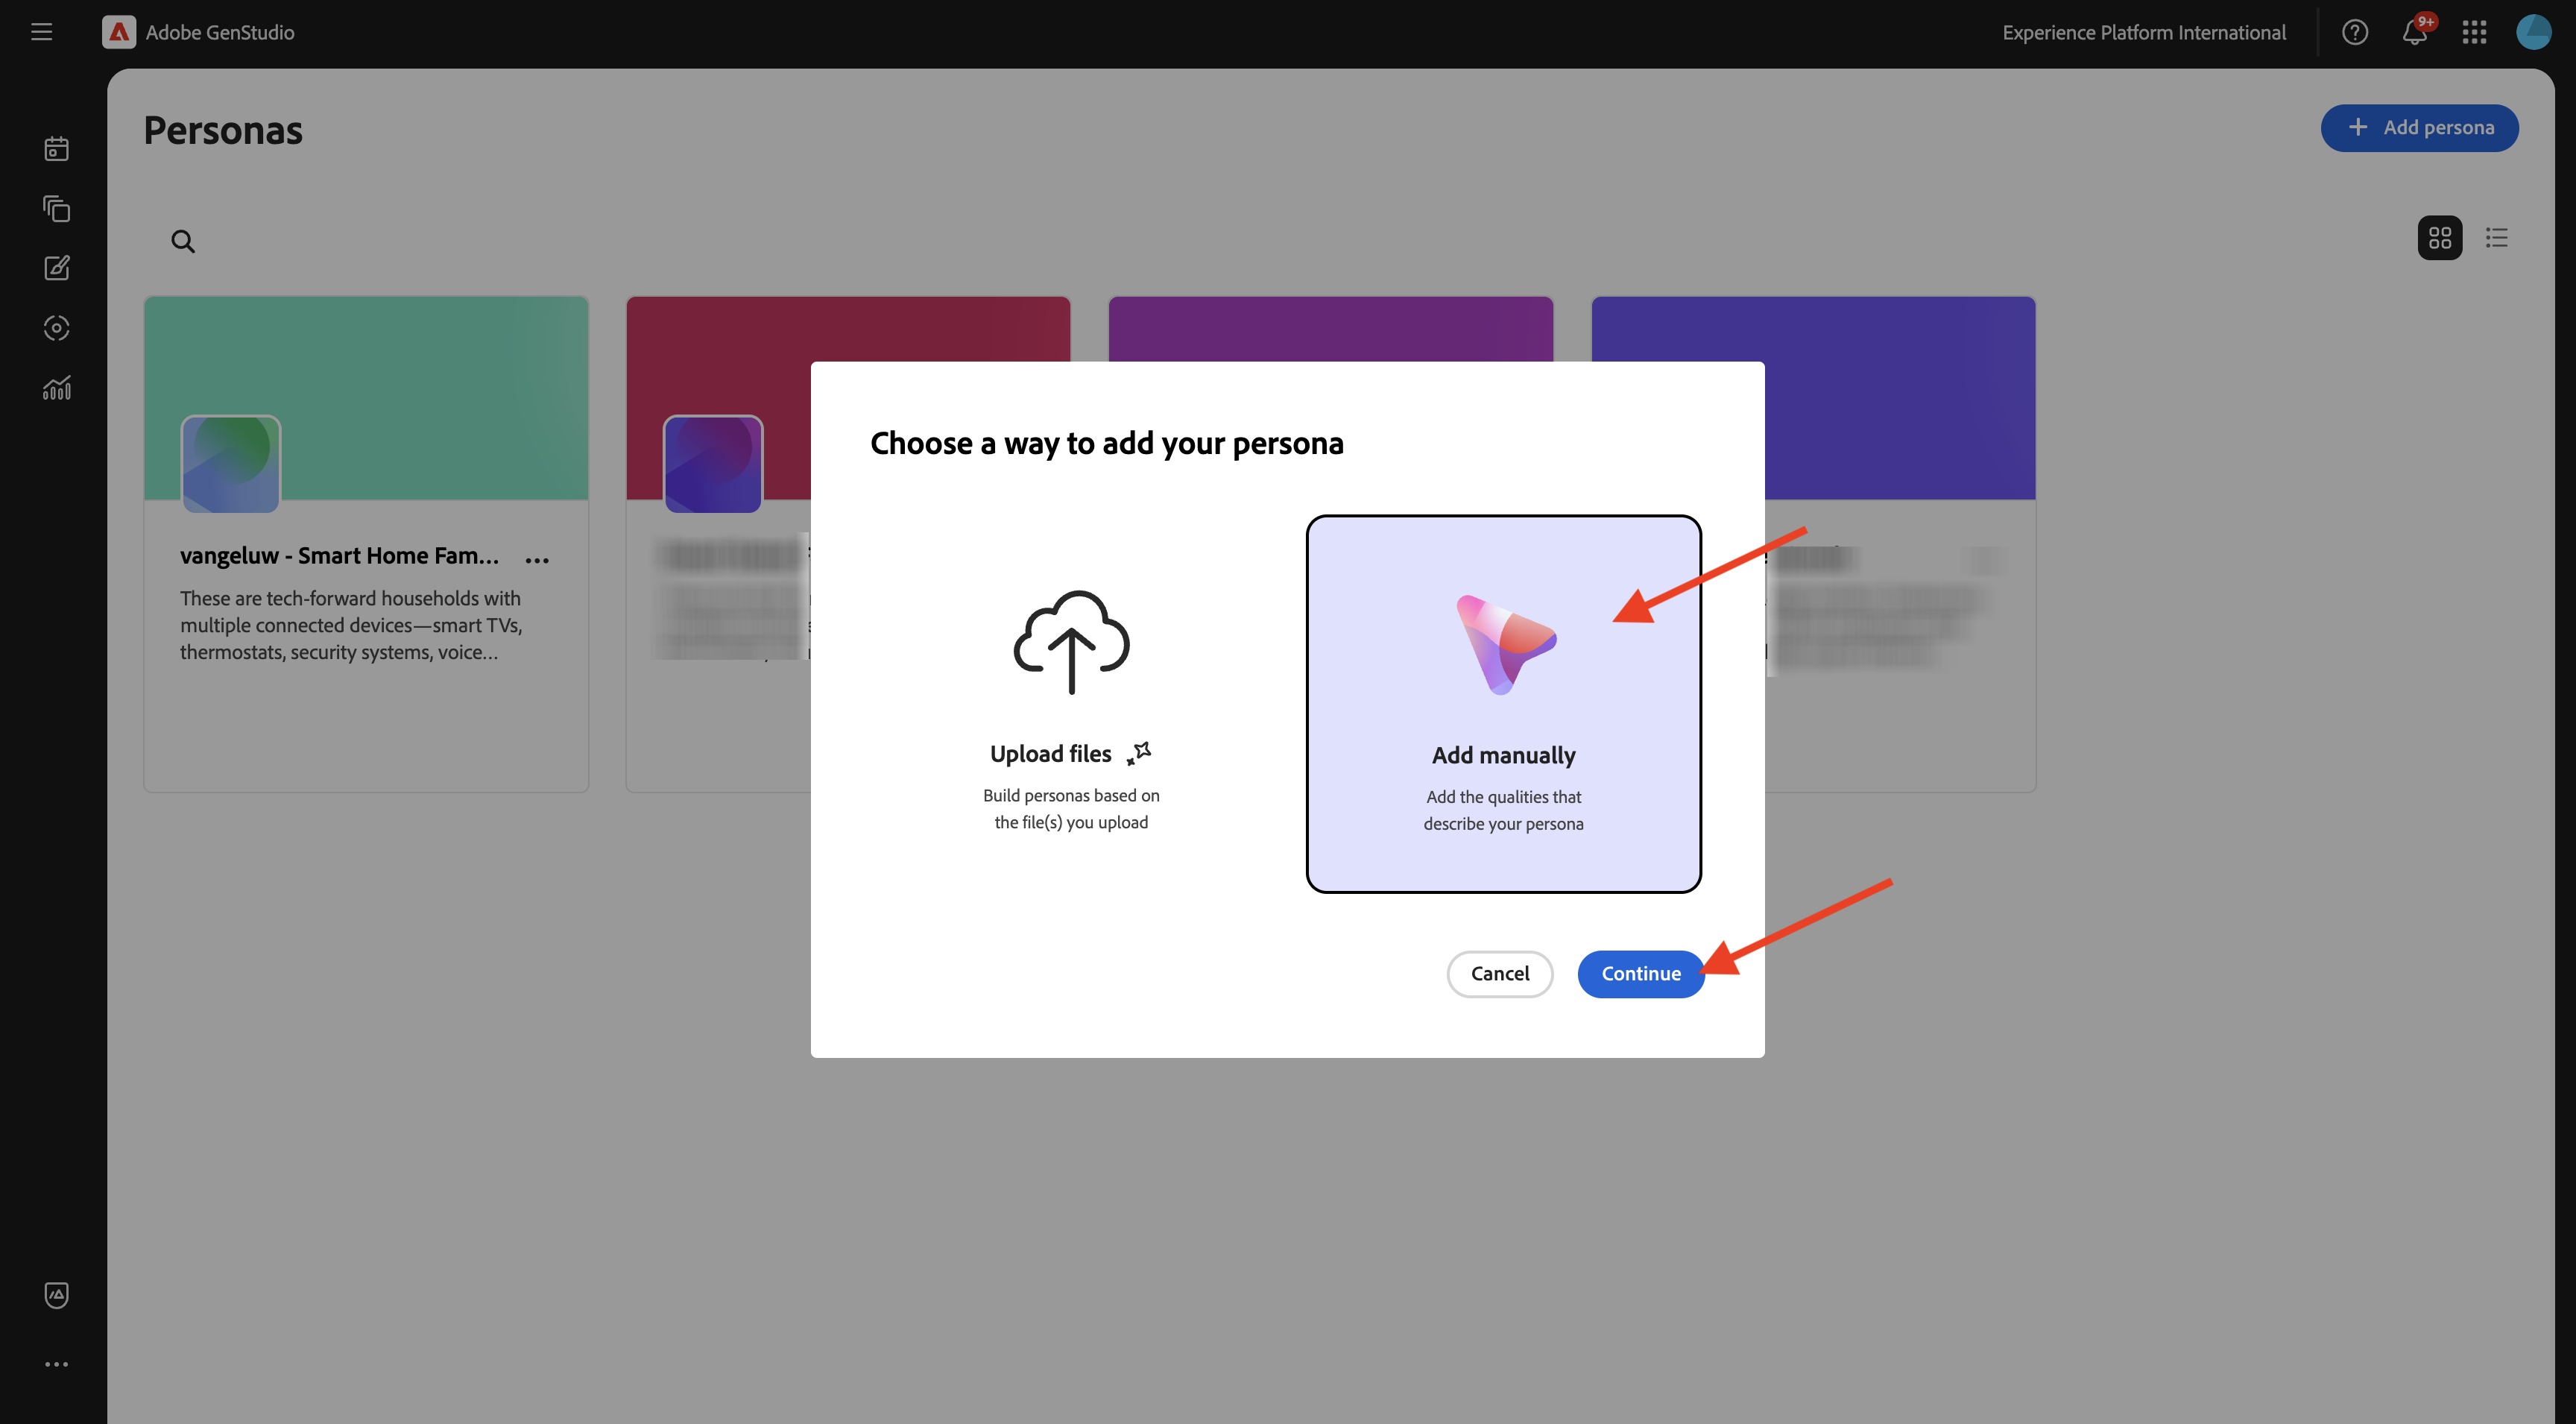 Adobe GenStudio
Experience Platform International
9+
Personas
Add persona
vangeluw - Smart Home Fam...
These are tech-forward households with
multiple connected devices—smart TVs,
thermostats, security systems, voice...
Choose a way to add your persona
Upload files
Build personas based on
the file(s) you upload
Add manually
Add the qualities that
describe your persona
Cancel
Continue